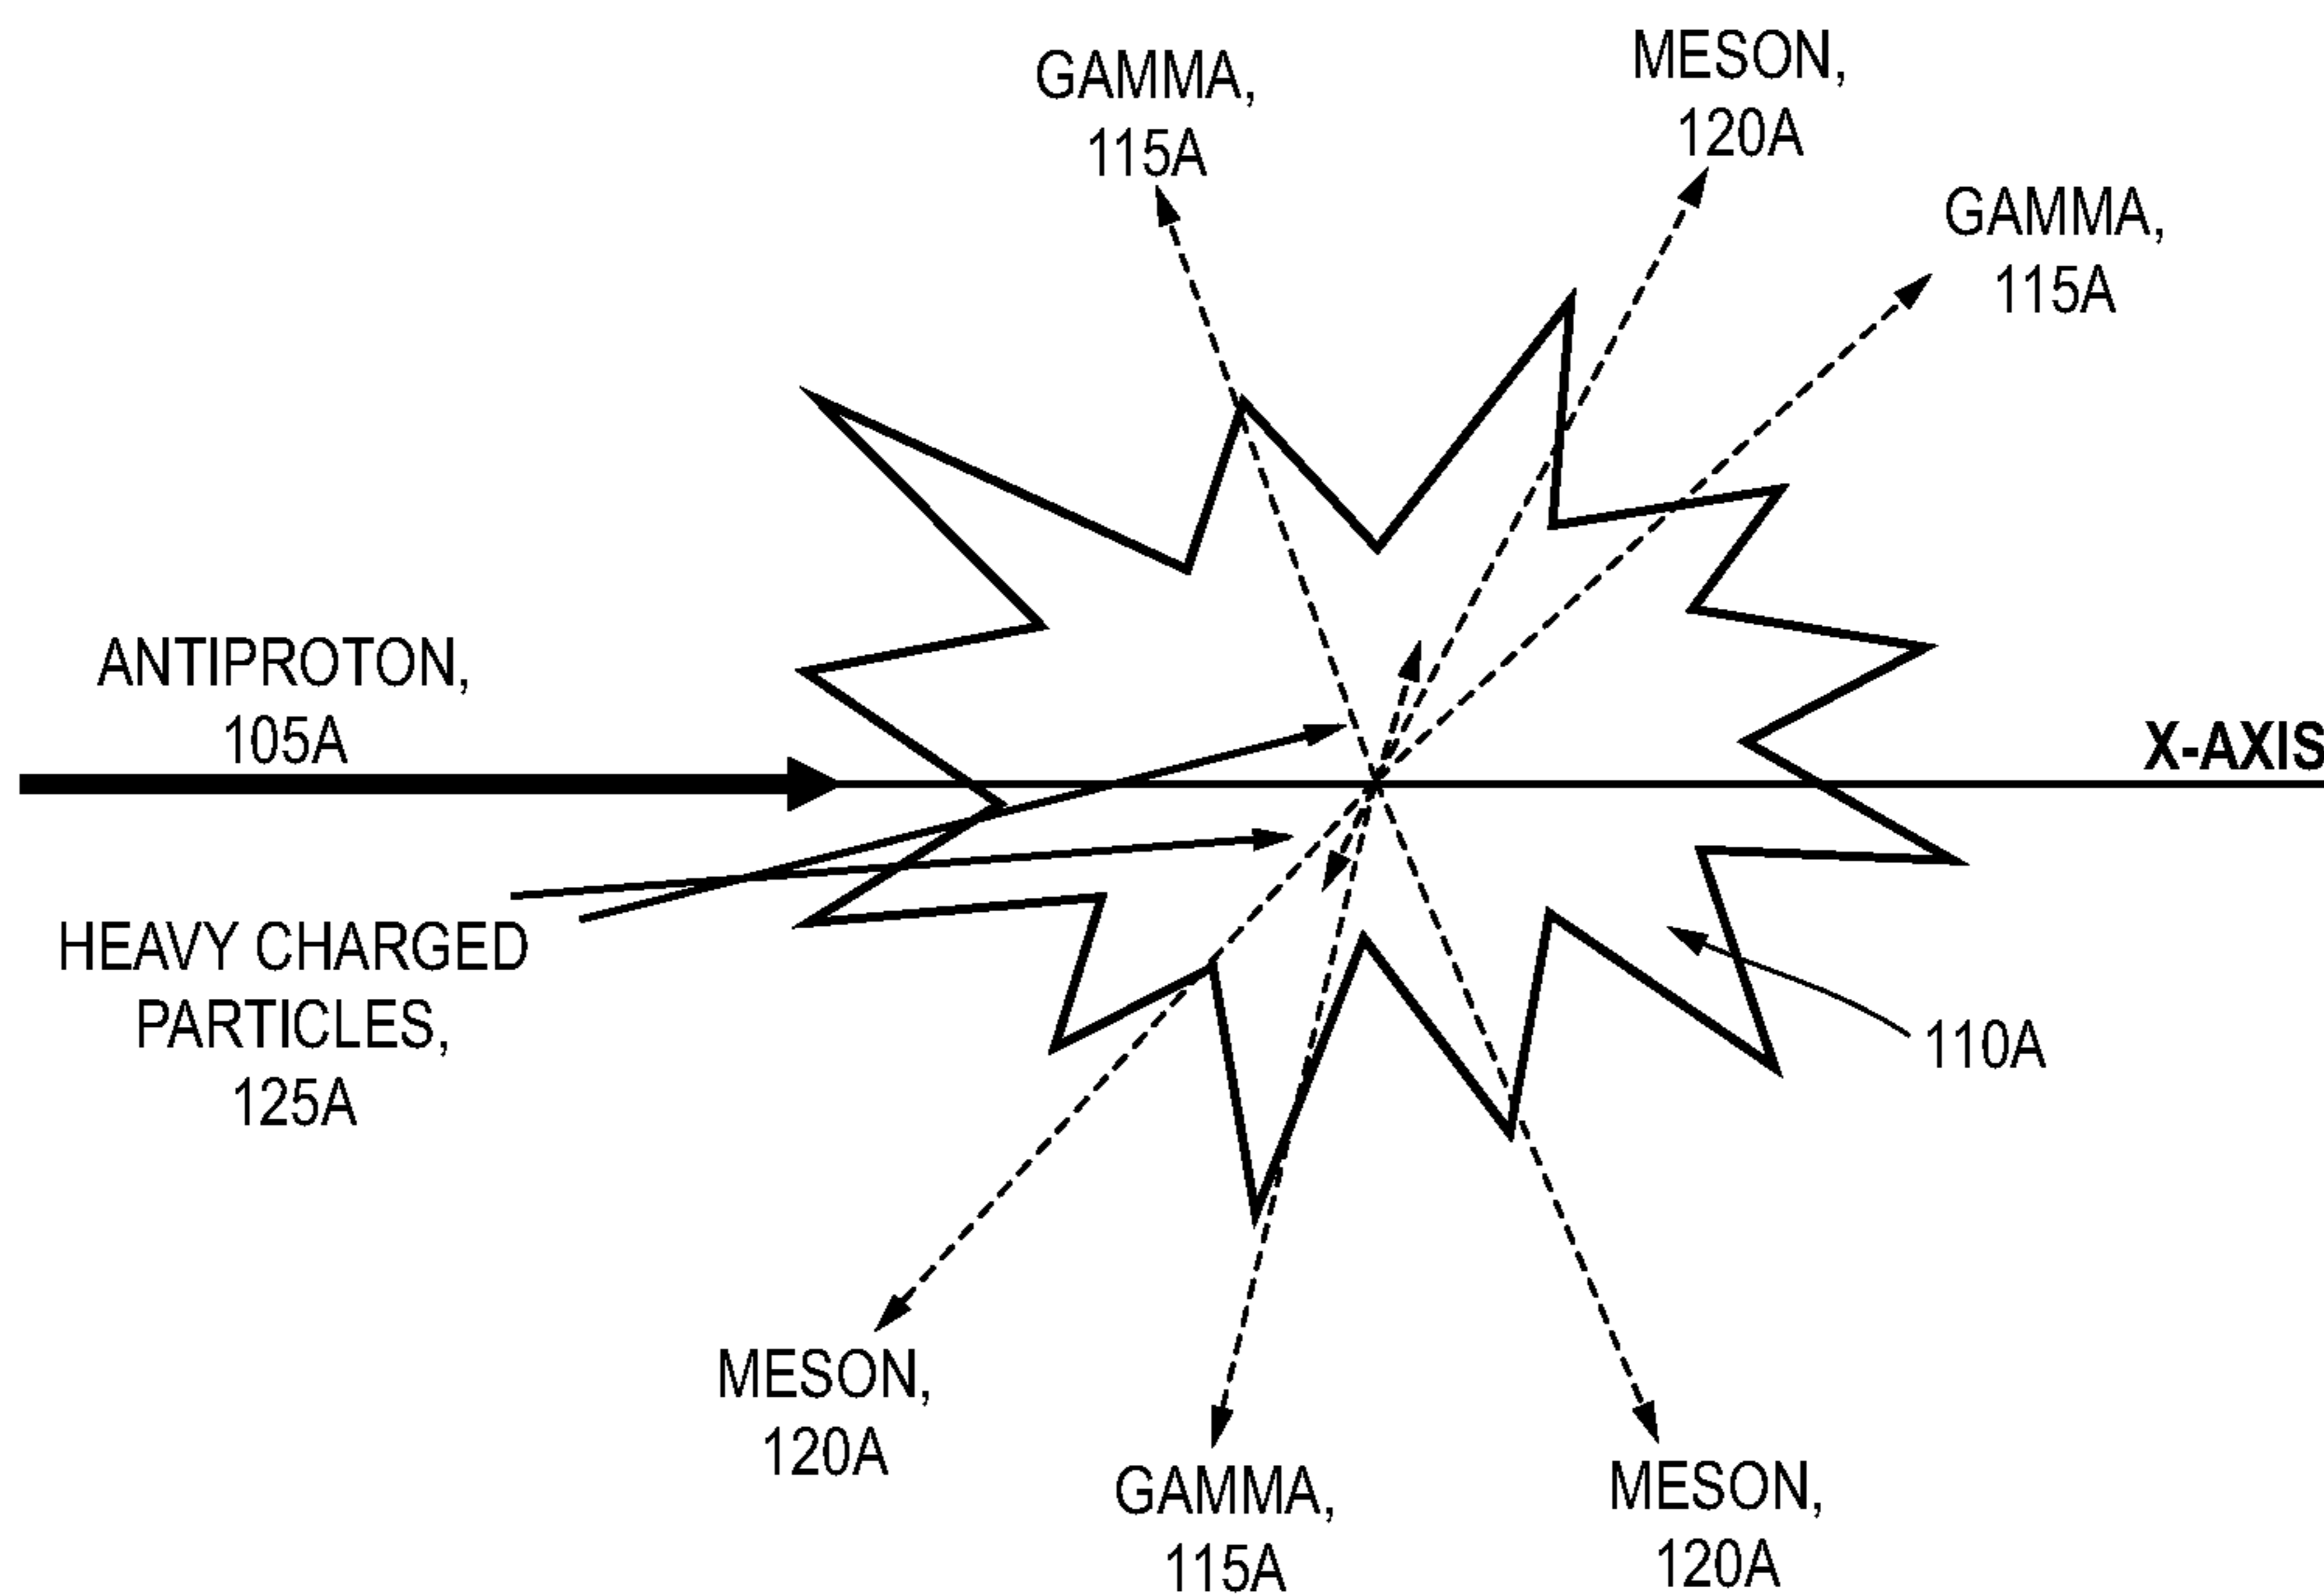 GAMMA,
115A
MESON,
120A
GAMMA,
115A
ANTIPROTON,
105A
X-AXIS
HEAVY CHARGED
PARTICLES,
125A
110A
MESON,
120A
GAMMA,
115A
MESON,
120A